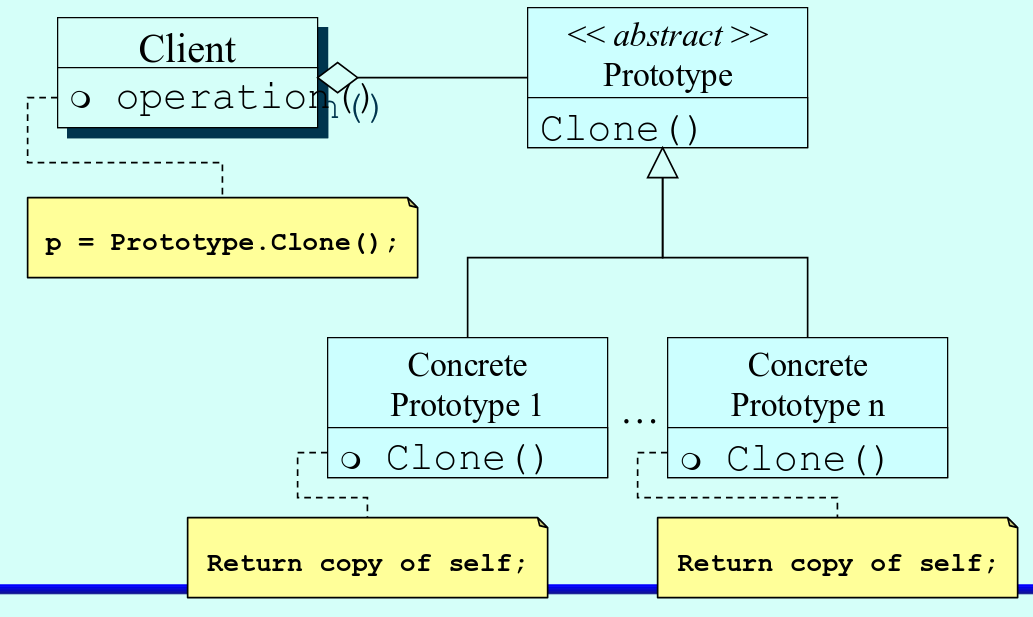 Client
operation()
<< abstract >>
Prototype
Clone()
p = Prototype.Clone();
Concrete
Prototype 1
Clone()
...
Concrete
Prototype n
Clone()
Return copy of self;
Return copy of self;